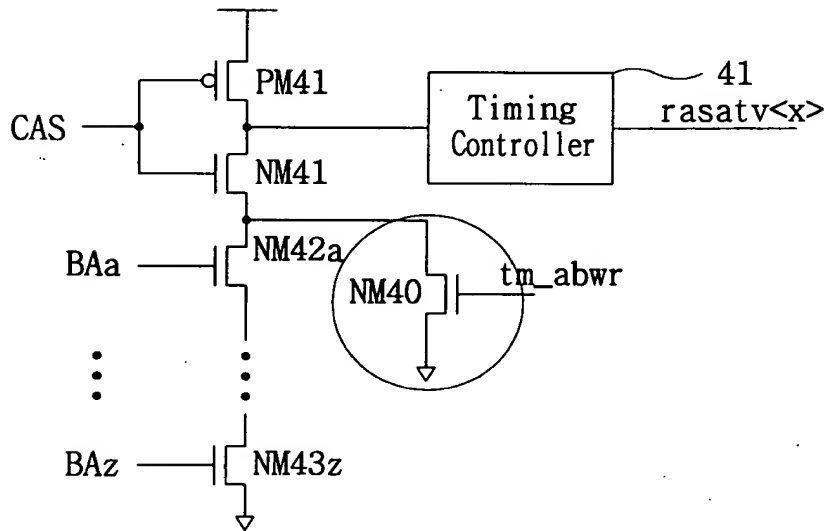 PM41
41
Timing
Controller
rasatv<x>
CAS
NM41
BAa
NM42a
NM40
tm_abwr
BAz
NM43z